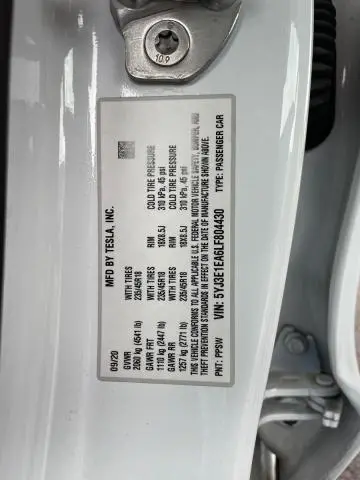 10.9
MFD BY TESLA, INC.
09/20
GVWR WITH TIRES RIM COLD TIRE PRESSURE
2060 kg (4541 lb) 235/45R18 18X8.5J 310 kPa, 45 psi
GAWR FRT WITH TIRES RIM COLD TIRE PRESSURE
1110 kg (2447 lb) 235/45R18 18X8.5J 310 kPa, 45 psi
GAWR RR WITH TIRES RIM COLD TIRE PRESSURE
1257 kg (2771 lb) 235/45R18 18X8.5J 310 kPa, 45 psi
THIS VEHICLE CONFORMS TO ALL APPLICABLE U.S. FEDERAL MOTOR VEHICLE SAFETY, BUMPER, AND
THEFT PREVENTION STANDARDS IN EFFECT ON THE DATE OF MANUFACTURE SHOWN ABOVE.
VIN: 5YJ3E1EA6LF804430
PNT: PPSW TYPE: PASSENGER CAR